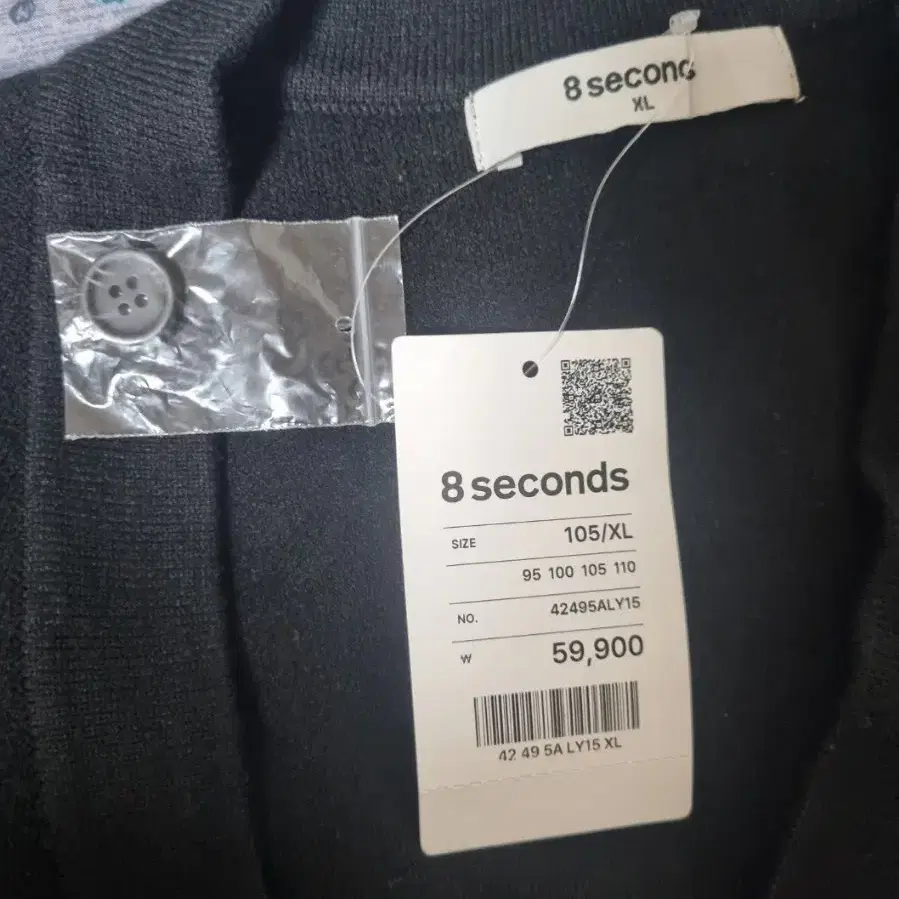 8 second
XL
8 seconds
SIZE 105/XL
95 100 105 110
NO. 42495ALY15
₩ 59,900
42 49 5A LY15 XL